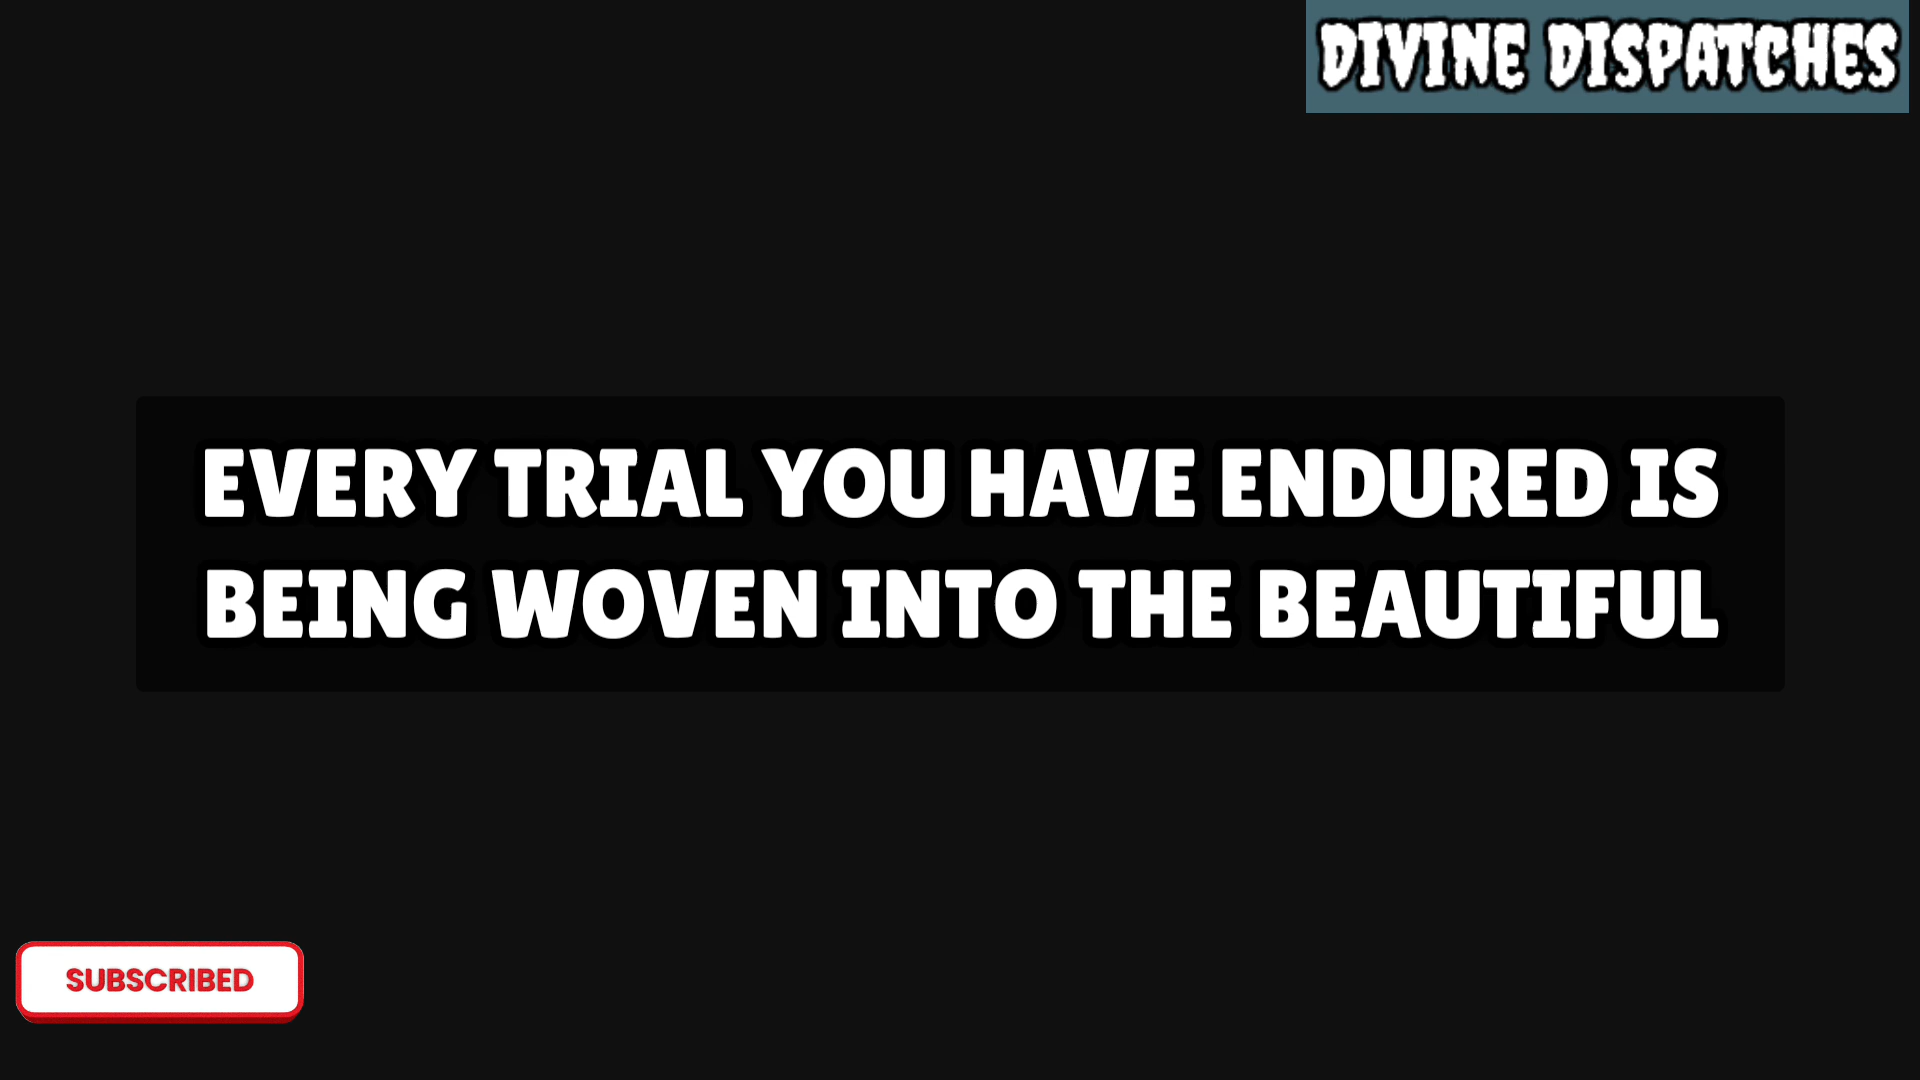 DIVINE DISPATCHES
EVERY TRIAL YOU HAVE ENDURED IS
BEING WOVEN INTO THE BEAUTIFUL
SUBSCRIBED